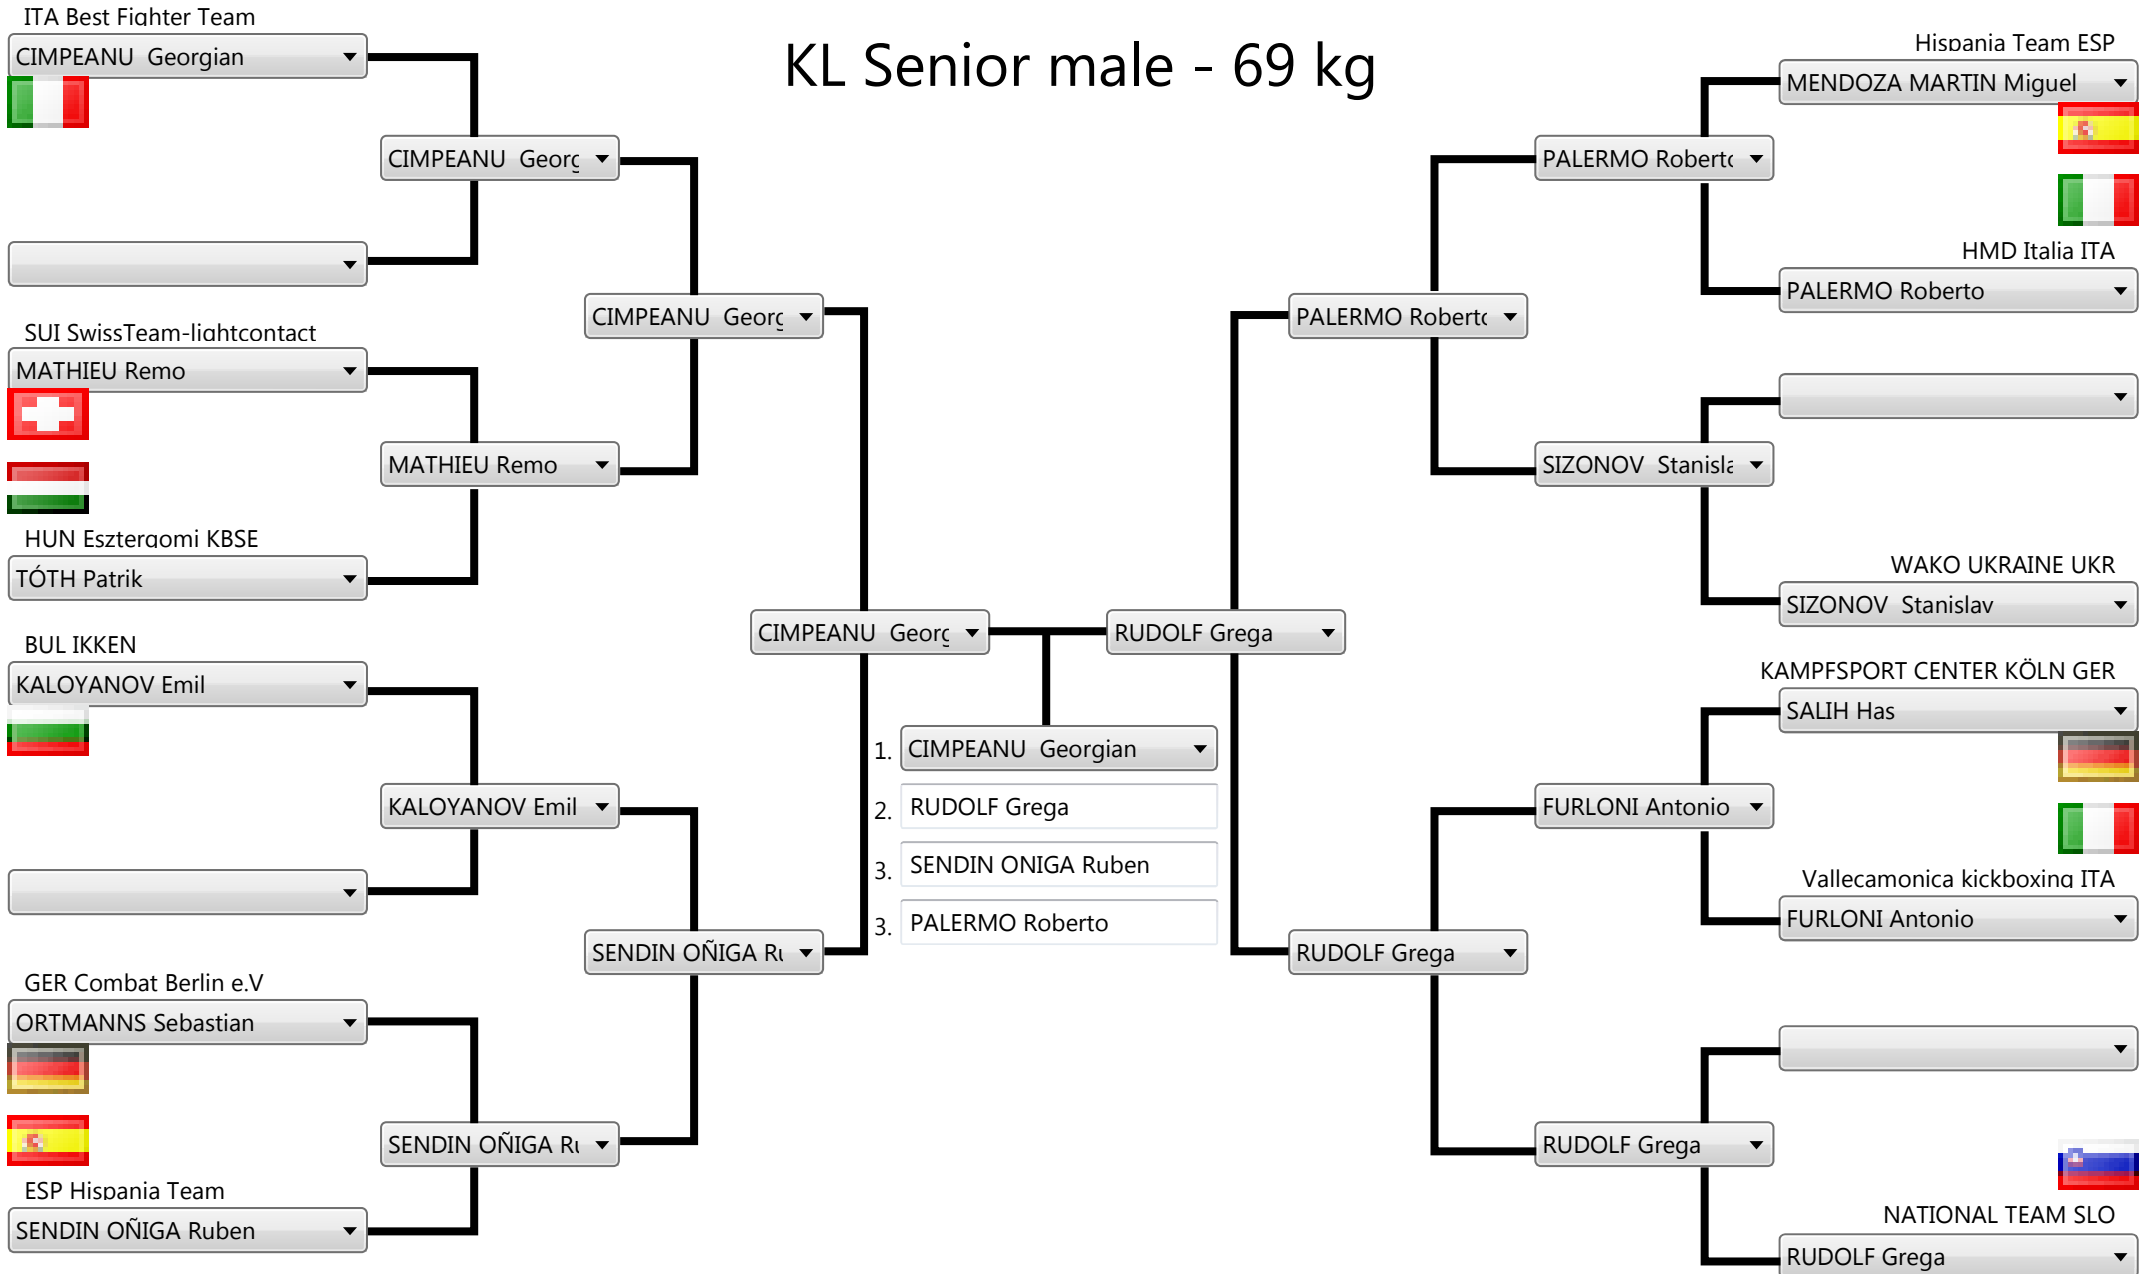 KL Senior male - 69 kg
ITA Best Fighter Team
CIMPEANU Georgian
SUI SwissTeam-lightcontact
MATHIEU Remo
HUN Esztergomi KBSE
TÓTH Patrik
BUL IKKEN
KALOYANOV Emil
GER Combat Berlin e.V
ORTMANNS Sebastian
ESP Hispania Team
SENDIN OÑIGA Ruben
CIMPEANU Georg
MATHIEU Remo
KALOYANOV Emil
SENDIN OÑIGA Ru
CIMPEANU Georg
SENDIN OÑIGA Ru
CIMPEANU Georg
RUDOLF Grega
1. CIMPEANU Georgian
2. RUDOLF Grega
3. SENDIN ONIGA Ruben
3. PALERMO Roberto
PALERMO Roberto
RUDOLF Grega
PALERMO Roberto
SIZONOV Stanisla
FURLONI Antonio
RUDOLF Grega
Hispania Team ESP
MENDOZA MARTIN Miguel
HMD Italia ITA
PALERMO Roberto
WAKO UKRAINE UKR
SIZONOV Stanislav
KAMPFSPORT CENTER KÖLN GER
SALIH Has
Vallecamonica kickboxing ITA
FURLONI Antonio
NATIONAL TEAM SLO
RUDOLF Grega